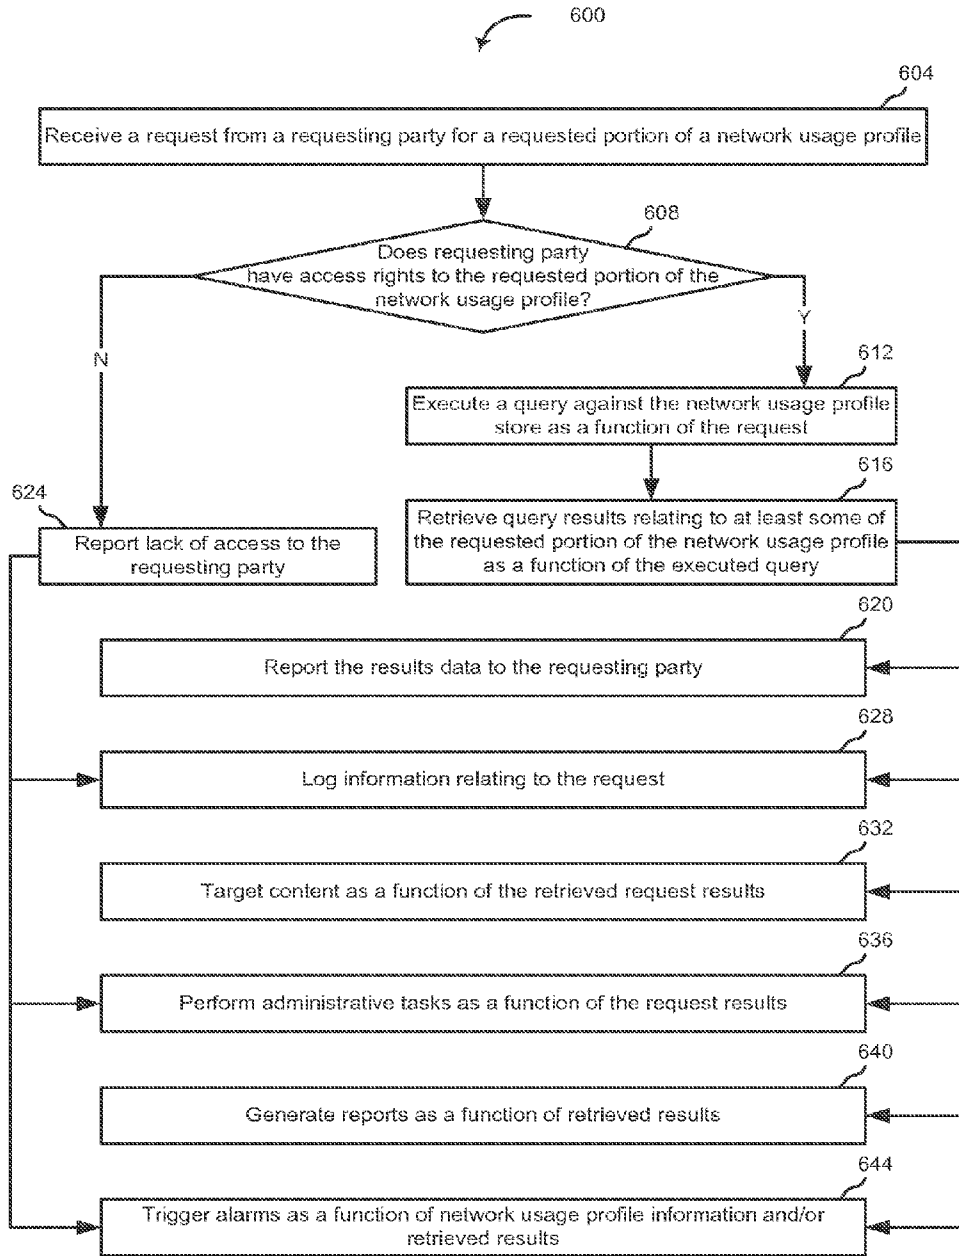 600
604
Receive a request from a requesting party for a requested portion of a network usage profile
608
Does requesting party
have access rights to the requested portion of the
network usage profile?
N
Y
612
Execute a query against the network usage profile
store as a function of the request
616
Retrieve query results relating to at least some of
the requested portion of the network usage profile
as a function of the executed query
624
Report lack of access to the
requesting party
620
Report the results data to the requesting party
628
Log information relating to the request
632
Target content as a function of the retrieved request results
636
Perform administrative tasks as a function of the request results
640
Generate reports as a function of retrieved results
644
Trigger alarms as a function of network usage profile information and/or
retrieved results